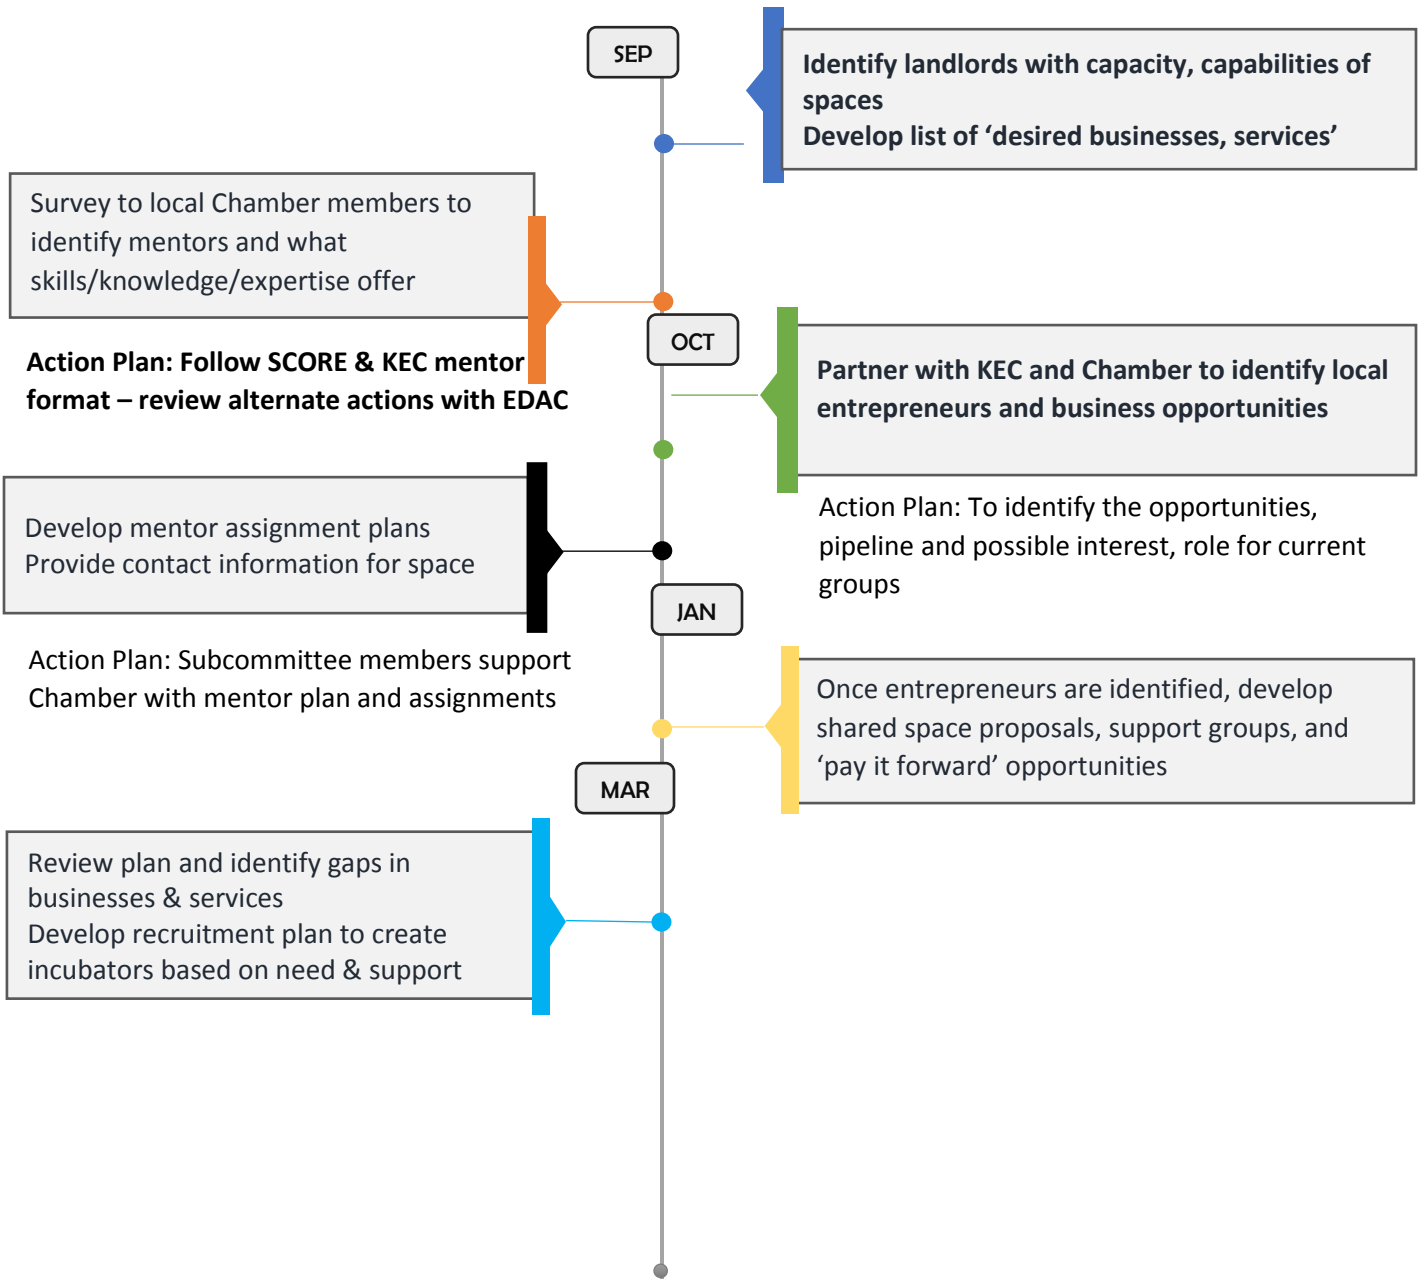 SEP
Identify landlords with capacity, capabilities of
spaces
Develop list of ‘desired businesses, services’
Survey to local Chamber members to
identify mentors and what
skills/knowledge/expertise offer
Action Plan: Follow SCORE & KEC mentor
format – review alternate actions with EDAC
OCT
Partner with KEC and Chamber to identify local
entrepreneurs and business opportunities
Action Plan: To identify the opportunities,
pipeline and possible interest, role for current
groups
Develop mentor assignment plans
Provide contact information for space
Action Plan: Subcommittee members support
Chamber with mentor plan and assignments
JAN
Once entrepreneurs are identified, develop
shared space proposals, support groups, and
‘pay it forward’ opportunities
MAR
Review plan and identify gaps in
businesses & services
Develop recruitment plan to create
incubators based on need & support